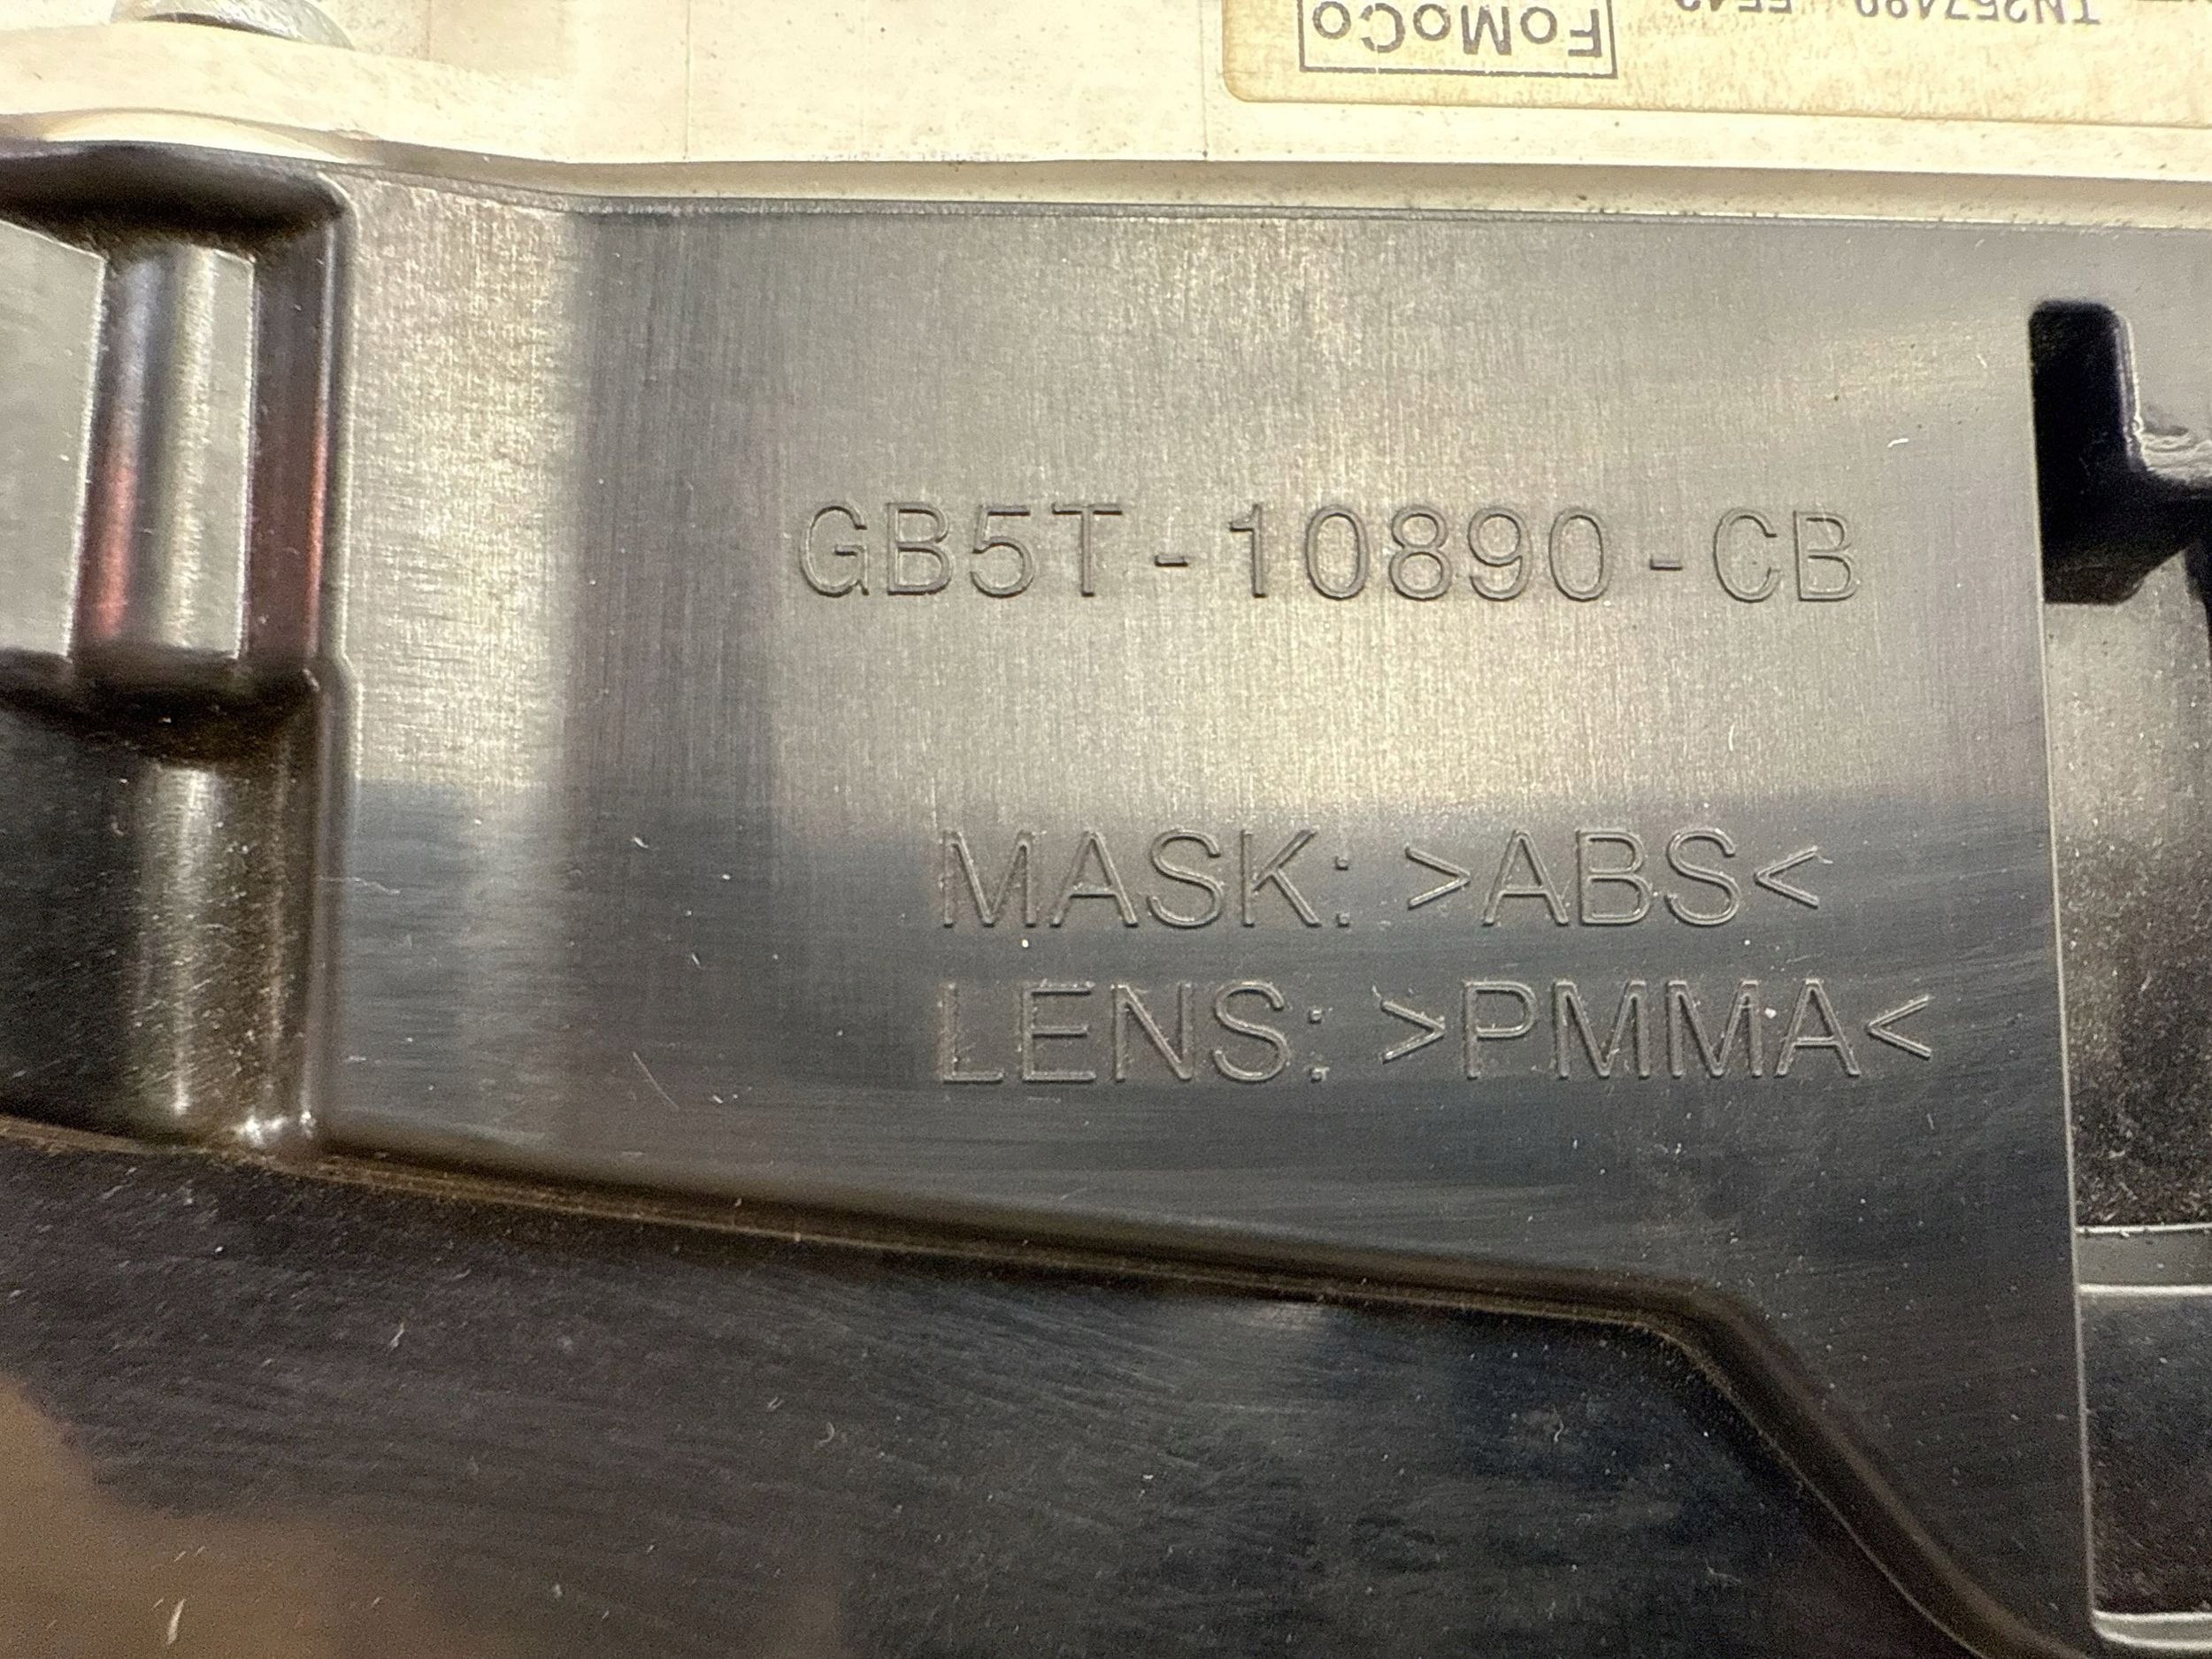 FoMoCo
GB5T-10890-CB
MASK: >ABS<
LENS: >PMMA<